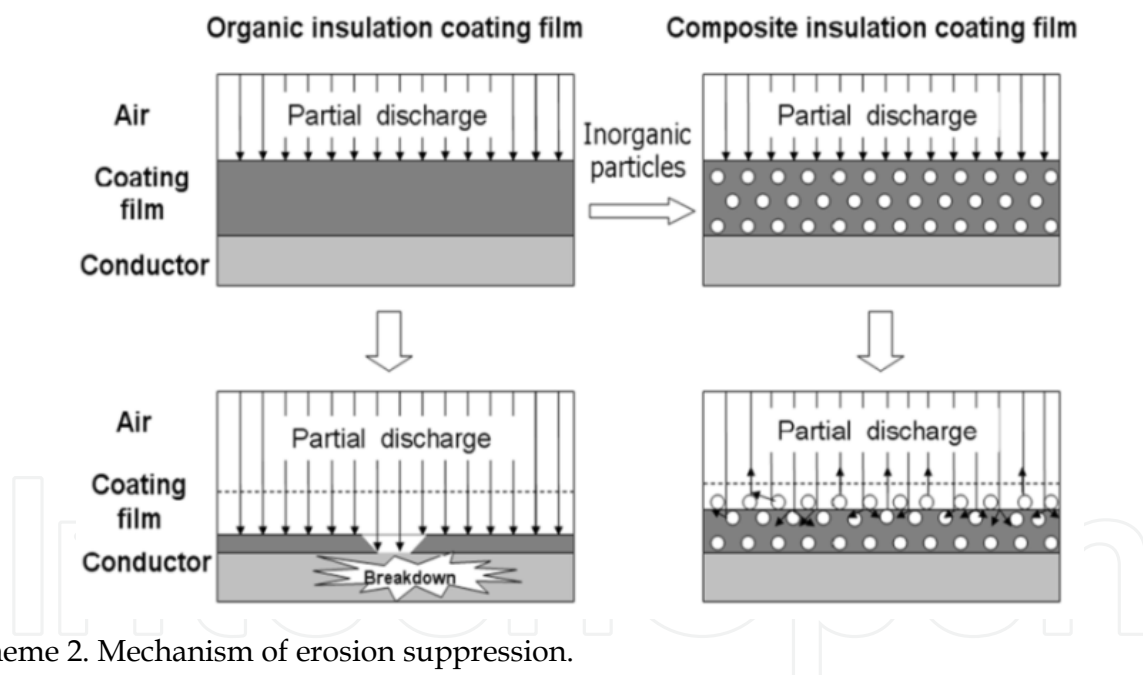 Organic insulation coating film
Composite insulation coating film
Air
Partial discharge
Partial discharge
Inorganic
particles
Coating
film
Conductor
Air
Partial discharge
Partial discharge
Coating
film
Conductor
Breakdown
eme 2. Mechanism of erosion suppression.